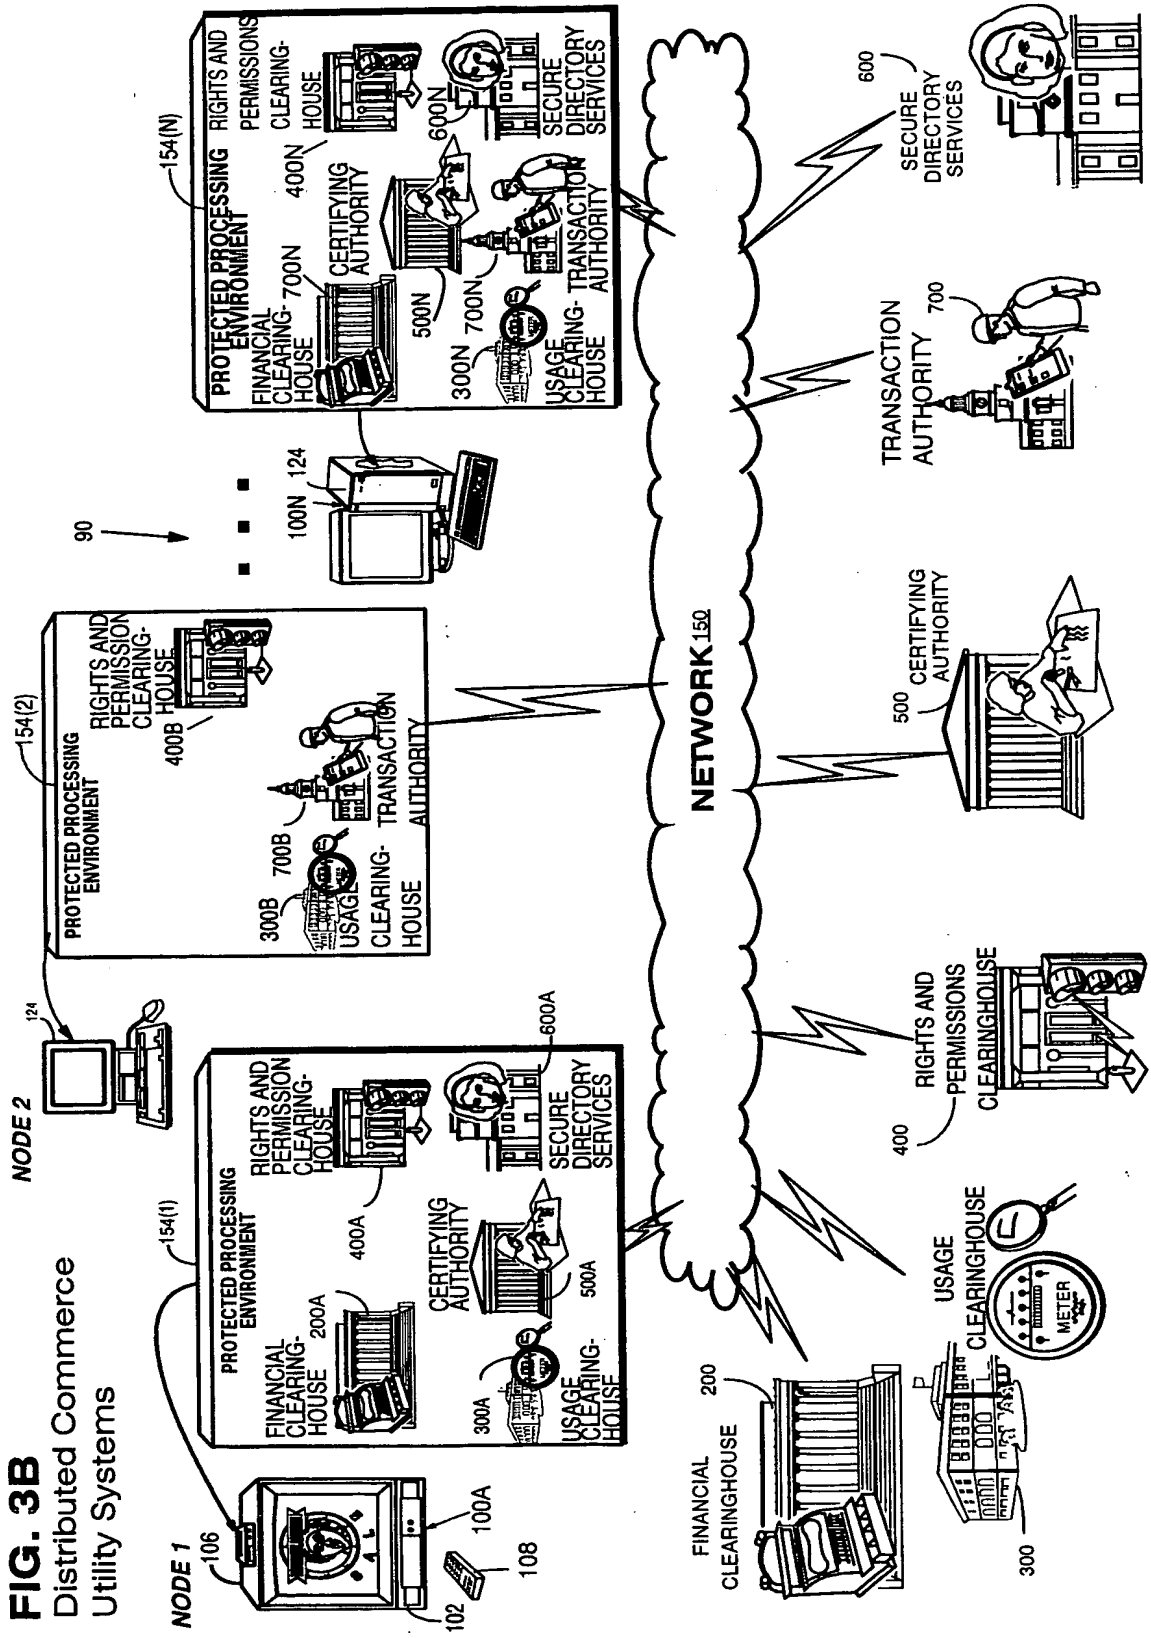 FIG. 3B
Distributed Commerce
Utility Systems
NODE 1
106
102
100A
108
154(1)
PROTECTED PROCESSING
ENVIRONMENT
FINANCIAL
CLEARING-
HOUSE
200A
RIGHTS AND
PERMISSION
CLEARING-
HOUSE
400A
CERTIFYING
AUTHORITY
500A
300A
USAGE
CLEARING-
HOUSE
SECURE
DIRECTORY
SERVICES
600A
NODE 2
124
154(2)
PROTECTED PROCESSING
ENVIRONMENT
RIGHTS AND
PERMISSION
CLEARING-
HOUSE
400B
300B
USAGE
CLEARING-
HOUSE
700B
TRANSACTION
AUTHORITY
90
100N
124
154(N)
PROTECTED PROCESSING
ENVIRONMENT
RIGHTS AND
PERMISSIONS
CLEARING-
HOUSE
400N
FINANCIAL
CLEARING-
HOUSE
700N
CERTIFYING
AUTHORITY
500N
600N
SECURE
DIRECTORY
SERVICES
300N
USAGE
CLEARING-
HOUSE
700N
TRANSACTION
AUTHORITY
NETWORK 150
200
FINANCIAL
CLEARINGHOUSE
USAGE
CLEARINGHOUSE
METER
300
RIGHTS AND
PERMISSIONS
CLEARINGHOUSE
400
500
CERTIFYING
AUTHORITY
TRANSACTION
AUTHORITY
700
600
SECURE
DIRECTORY
SERVICES